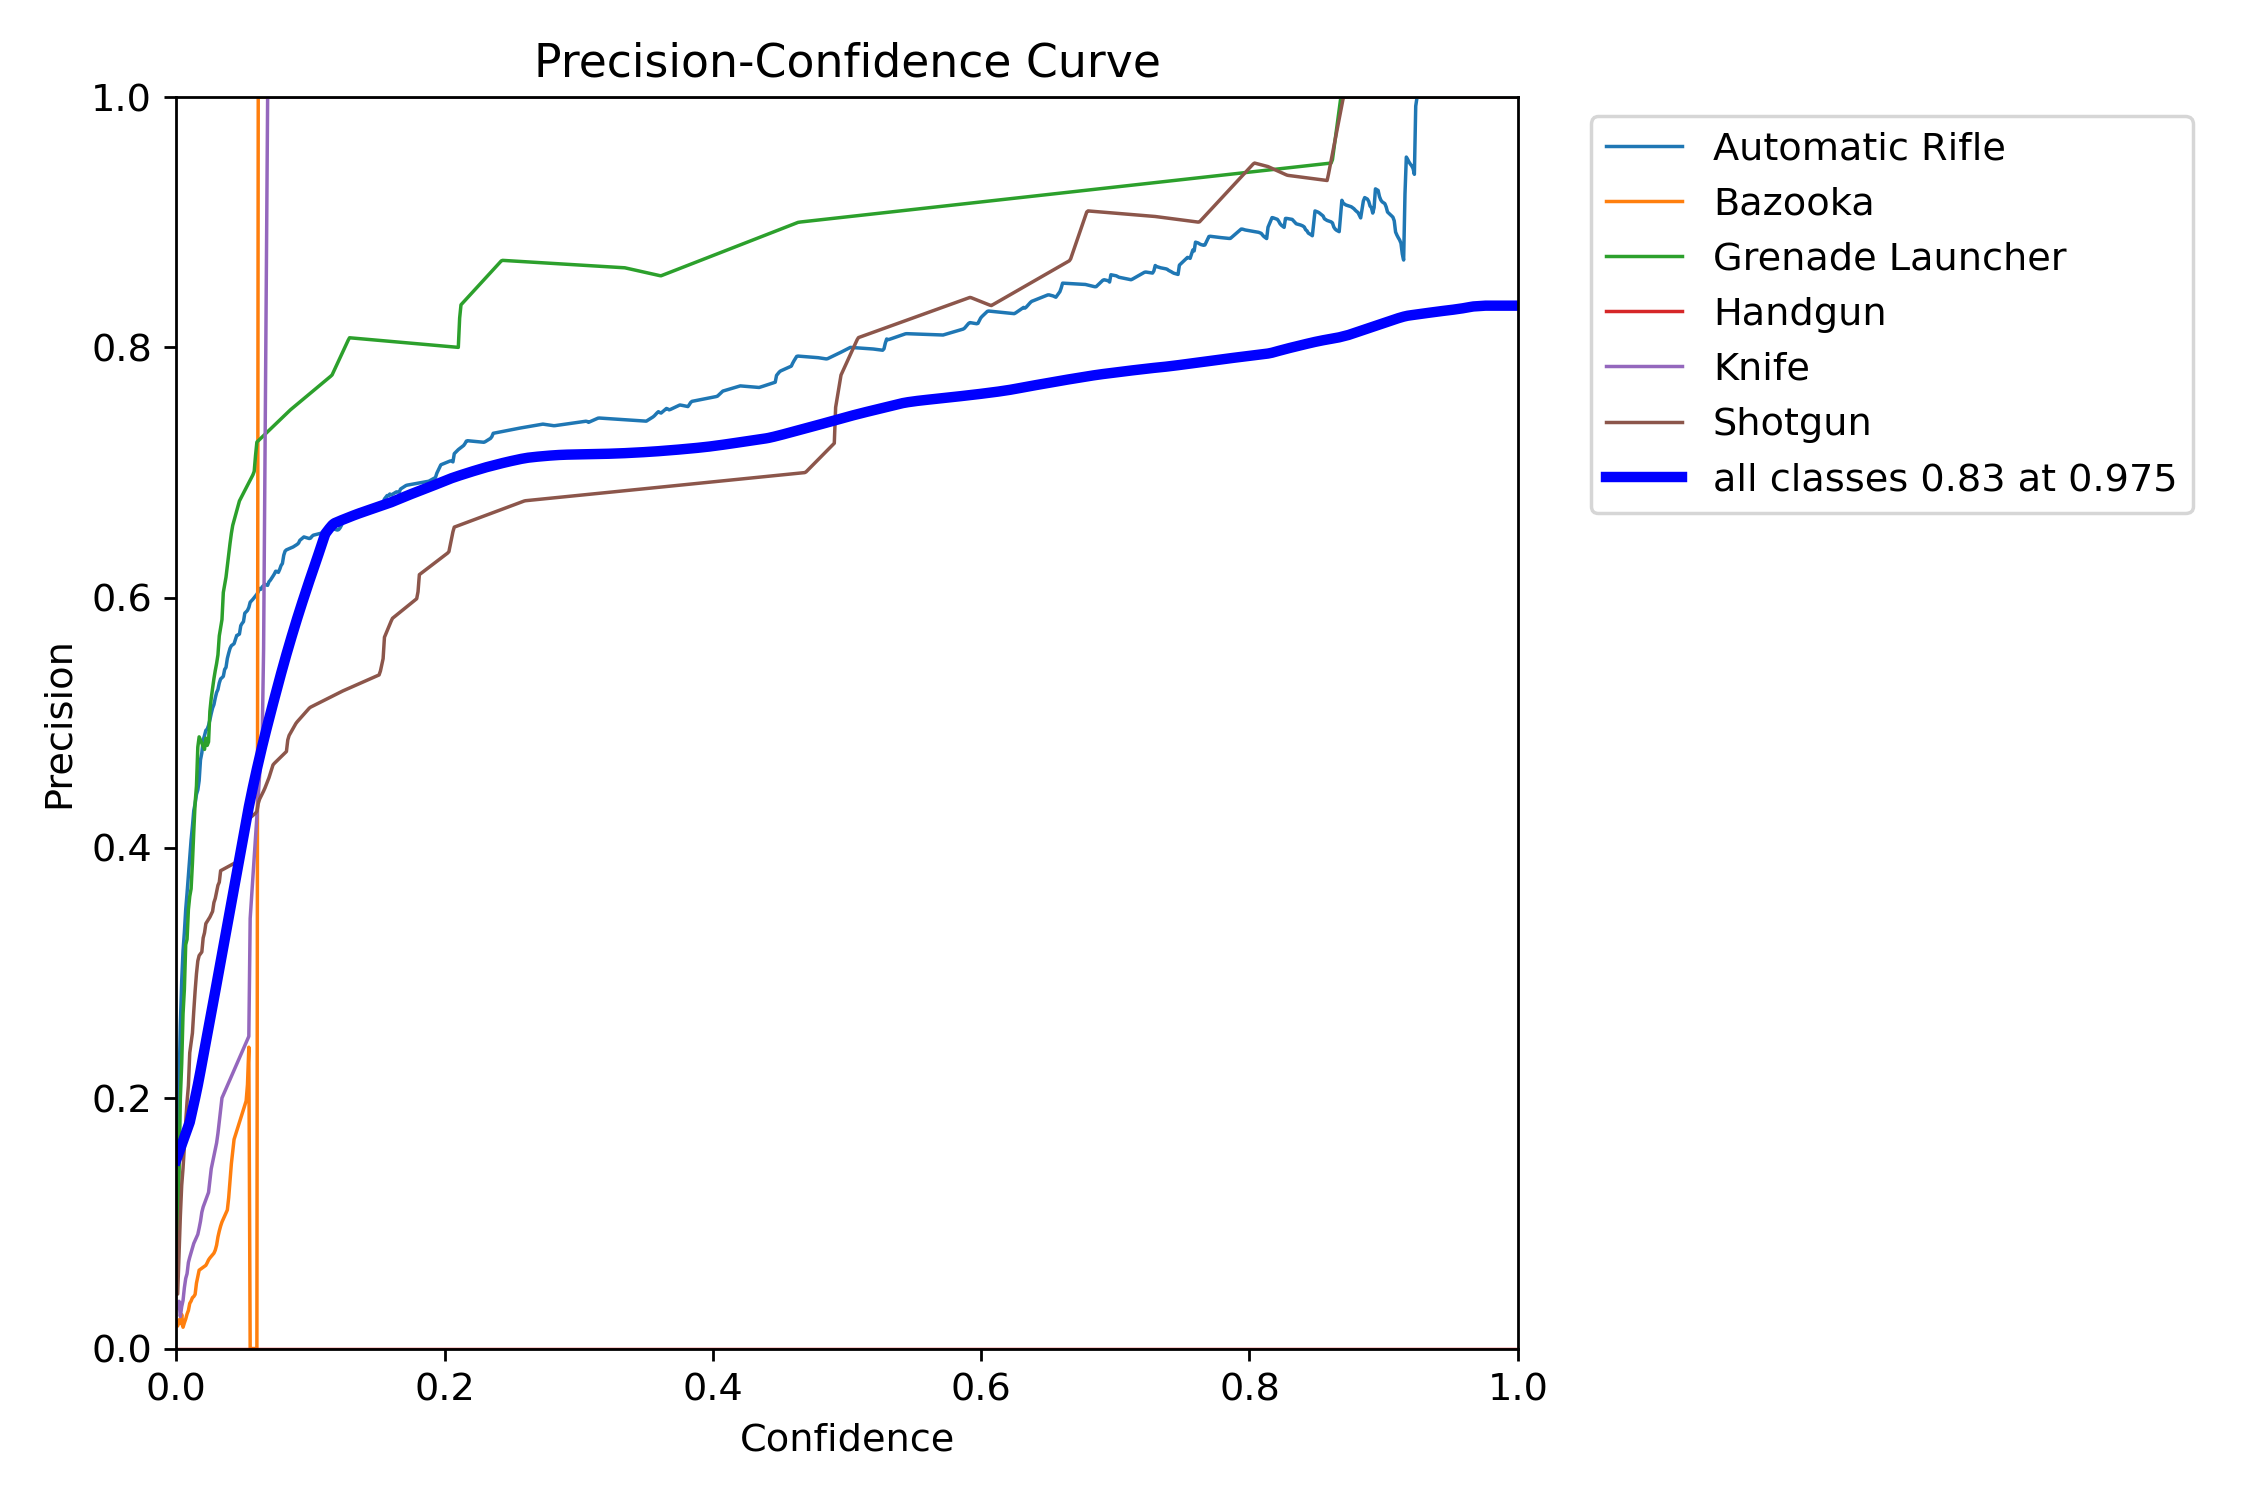 Precision-Confidence Curve
1.0
0.8
0.6
0.4
0.2
0.0
Precision
0.0 0.2 0.4 0.6 0.8 1.0
Confidence
Automatic Rifle
Bazooka
Grenade Launcher
Handgun
Knife
Shotgun
all classes 0.83 at 0.975